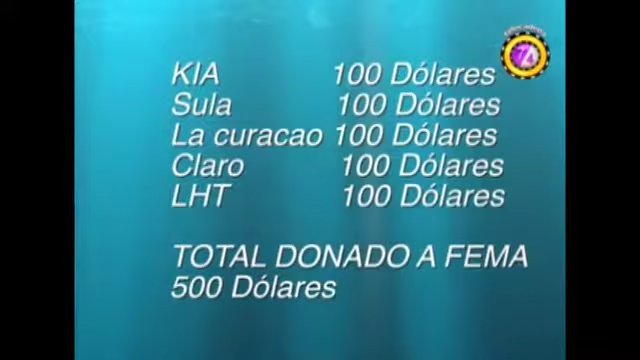 KIA 100 Dólares
Sula 100 Dólares
La curacao 100 Dólares
Claro 100 Dólares
LHT 100 Dólares
TOTAL DONADO A FEMA
500 Dólares